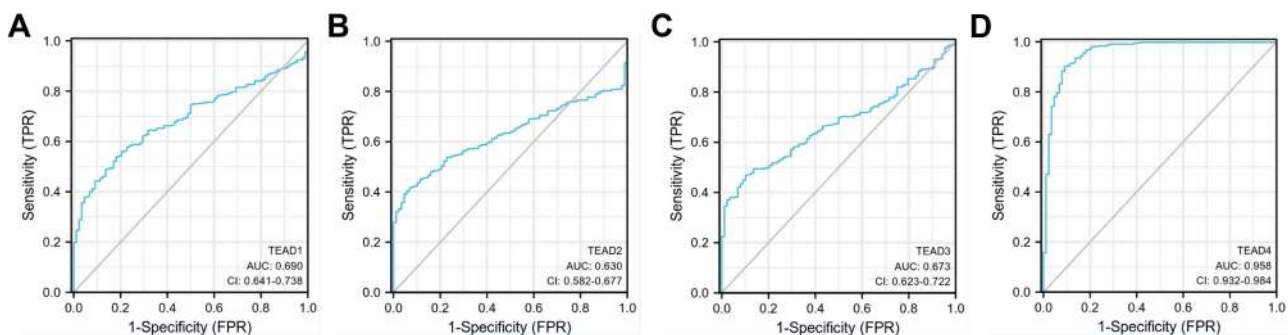 A
Sensitivity (TPR)
1.0
0.8
0.6
0.4
0.2
0.0
TEAD1
AUC: 0.690
CI: 0.641-0.738
0.0 0.2 0.4 0.6 0.8 1.0
1-Specificity (FPR)
B
Sensitivity (TPR)
1.0
0.8
0.6
0.4
0.2
0.0
TEAD2
AUC: 0.630
CI: 0.582-0.677
0.0 0.2 0.4 0.6 0.8 1.0
1-Specificity (FPR)
C
Sensitivity (TPR)
1.0
0.8
0.6
0.4
0.2
0.0
TEAD3
AUC: 0.673
CI: 0.623-0.722
0.0 0.2 0.4 0.6 0.8 1.0
1-Specificity (FPR)
D
Sensitivity (TPR)
1.0
0.8
0.6
0.4
0.2
0.0
TEAD4
AUC: 0.958
CI: 0.932-0.984
0.0 0.2 0.4 0.6 0.8 1.0
1-Specificity (FPR)